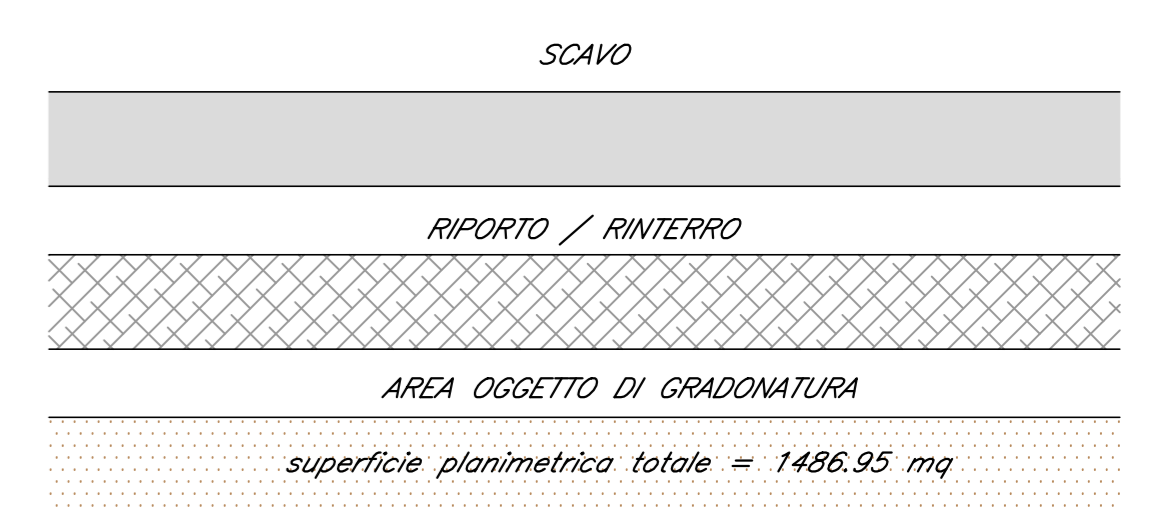 SCAVO
RIPORTO / RINTERRO
AREA OGGETTO DI GRADONATURA
superficie planimetrica totale = 1486.95 mq